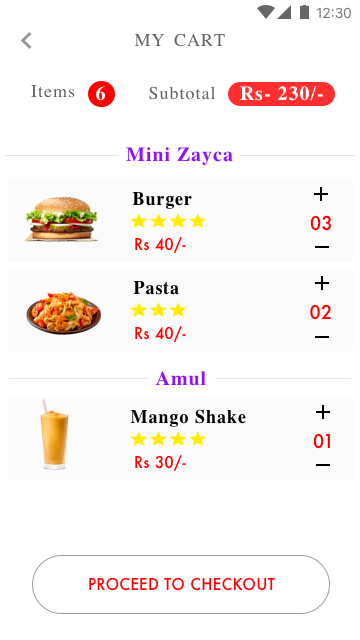 12:30
MY CART
Items 6 Subtotal Rs- 230/-
Mini Zayca
Burger
03
Rs 40/-
Pasta
02
Rs 40/-
Amul
Mango Shake
01
Rs 30/-
PROCEED TO CHECKOUT